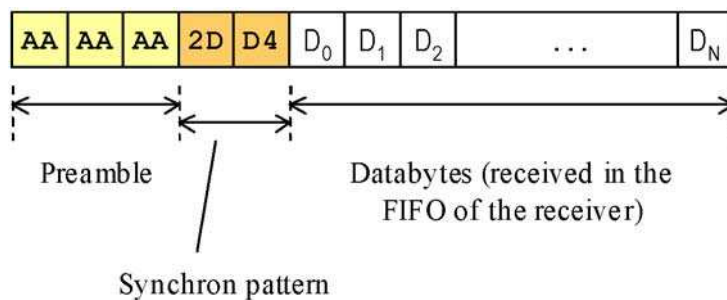 AA AA AA 2D D4 D₀ D₁ D₂ ... D_N
Preamble
Databytes (received in the
FIFO of the receiver)
Synchron pattern